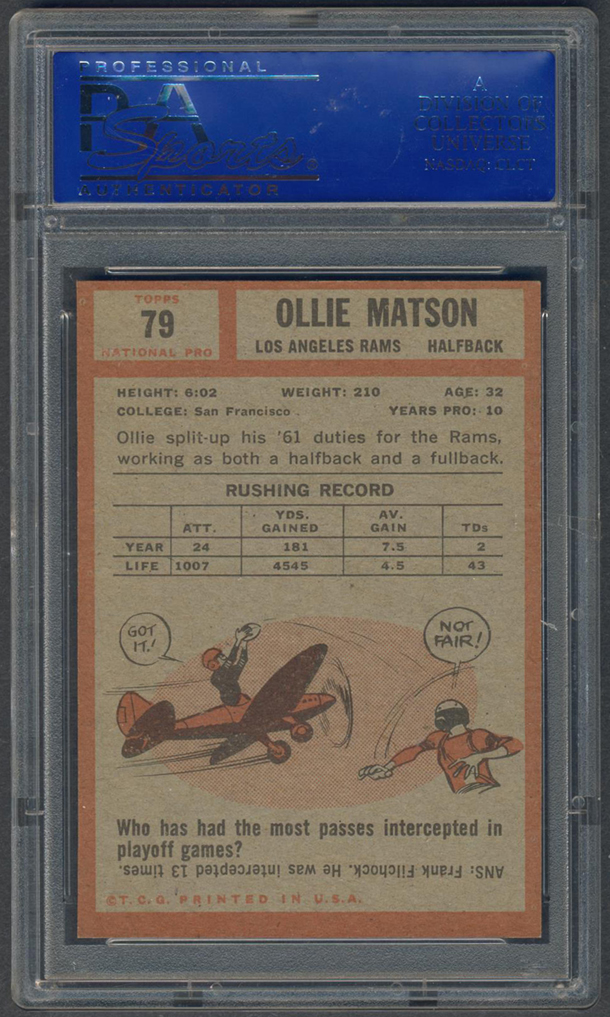 PROFESSIONAL
PSA
Sports
AUTHENTICATOR
A
DIVISION OF
COLLECTORS
UNIVERSE
NASDAQ: CLCT
TOPPS
79
NATIONAL PRO
OLLIE MATSON
LOS ANGELES RAMS HALFBACK
HEIGHT: 6:02 WEIGHT: 210 AGE: 32
COLLEGE: San Francisco YEARS PRO: 10
Ollie split-up his '61 duties for the Rams,
working as both a halfback and a fullback.
RUSHING RECORD
ATT. YDS. GAINED AV. GAIN TDs
YEAR 24 181 7.5 2
LIFE 1007 4545 4.5 43
GOT
IT!
NOT
FAIR!
Who has had the most passes intercepted in
playoff games?
ANS: Frank Filchock. He was intercepted 13 times.
©T.C.G. PRINTED IN U.S.A.